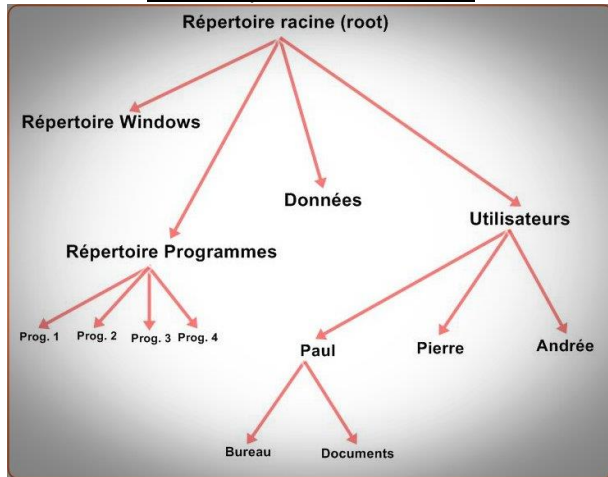 Répertoire racine (root)
Répertoire Windows
Données
Utilisateurs
Répertoire Programmes
Prog. 1 Prog. 2 Prog. 3 Prog. 4
Paul Pierre Andrée
Bureau Documents